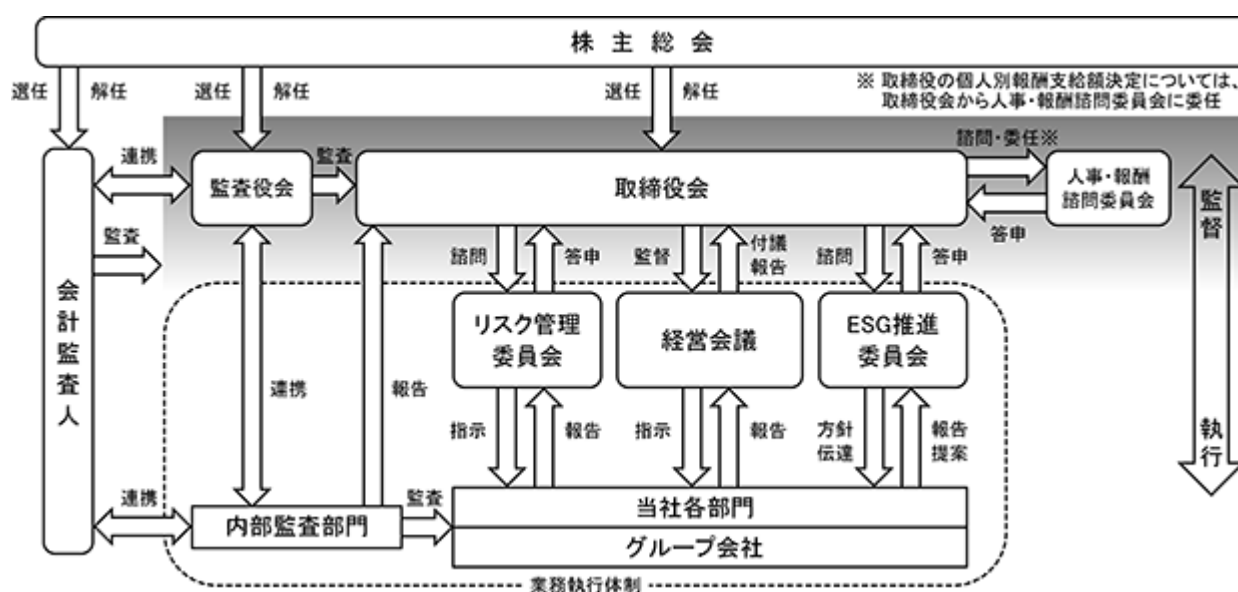 株主総会
選任
解任
選任
解任
選任
解任
※ 取締役の個人別報酬支給額決定については、
取締役会から人事・報酬諮問委員会に委任
連携
監査役会
監査
取締役会
諮問・委任※
人事・報酬
諮問委員会
答申
監督
監査
諮問
答申
監督
付議
報告
諮問
答申
会計監査人
リスク管理
委員会
経営会議
ESG推進
委員会
連携
報告
指示
報告
指示
報告
方針
伝達
報告
提案
執行
連携
内部監査部門
監査
当社各部門
グループ会社
業務執行体制